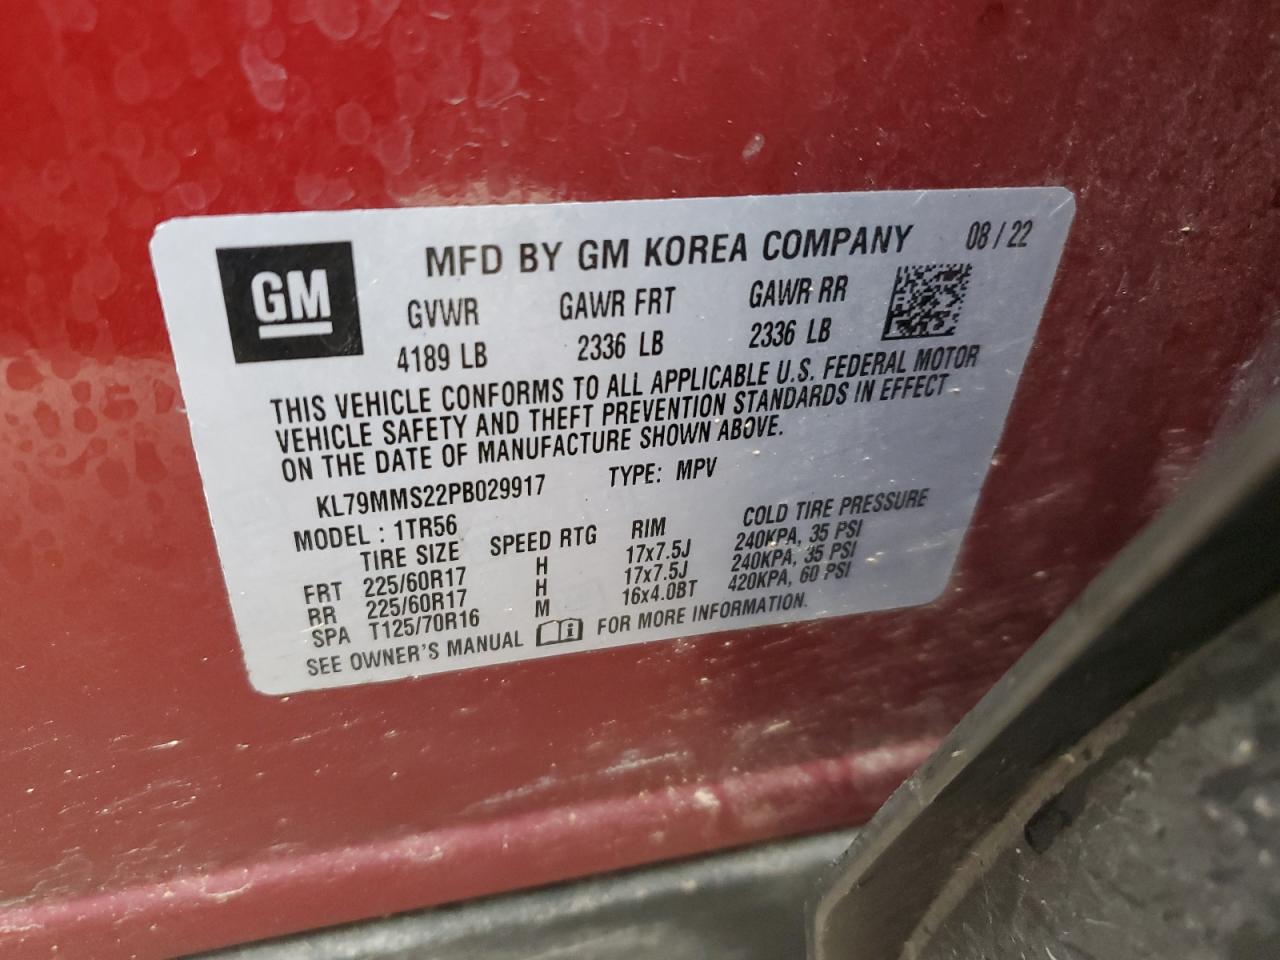 GM
MFD BY GM KOREA COMPANY 08 / 22
GVWR GAWR FRT GAWR RR
4189 LB 2336 LB 2336 LB
THIS VEHICLE CONFORMS TO ALL APPLICABLE U.S. FEDERAL MOTOR
VEHICLE SAFETY AND THEFT PREVENTION STANDARDS IN EFFECT
ON THE DATE OF MANUFACTURE SHOWN ABOVE.
KL79MMS22PB029917 TYPE: MPV
MODEL : 1TR56
TIRE SIZE SPEED RTG RIM COLD TIRE PRESSURE
FRT 225/60R17 H 17x7.5J 240KPA, 35 PSI
RR 225/60R17 H 17x7.5J 240KPA, 35 PSI
SPA T125/70R16 M 16x4.0BT 420KPA, 60 PSI
SEE OWNER'S MANUAL FOR MORE INFORMATION.